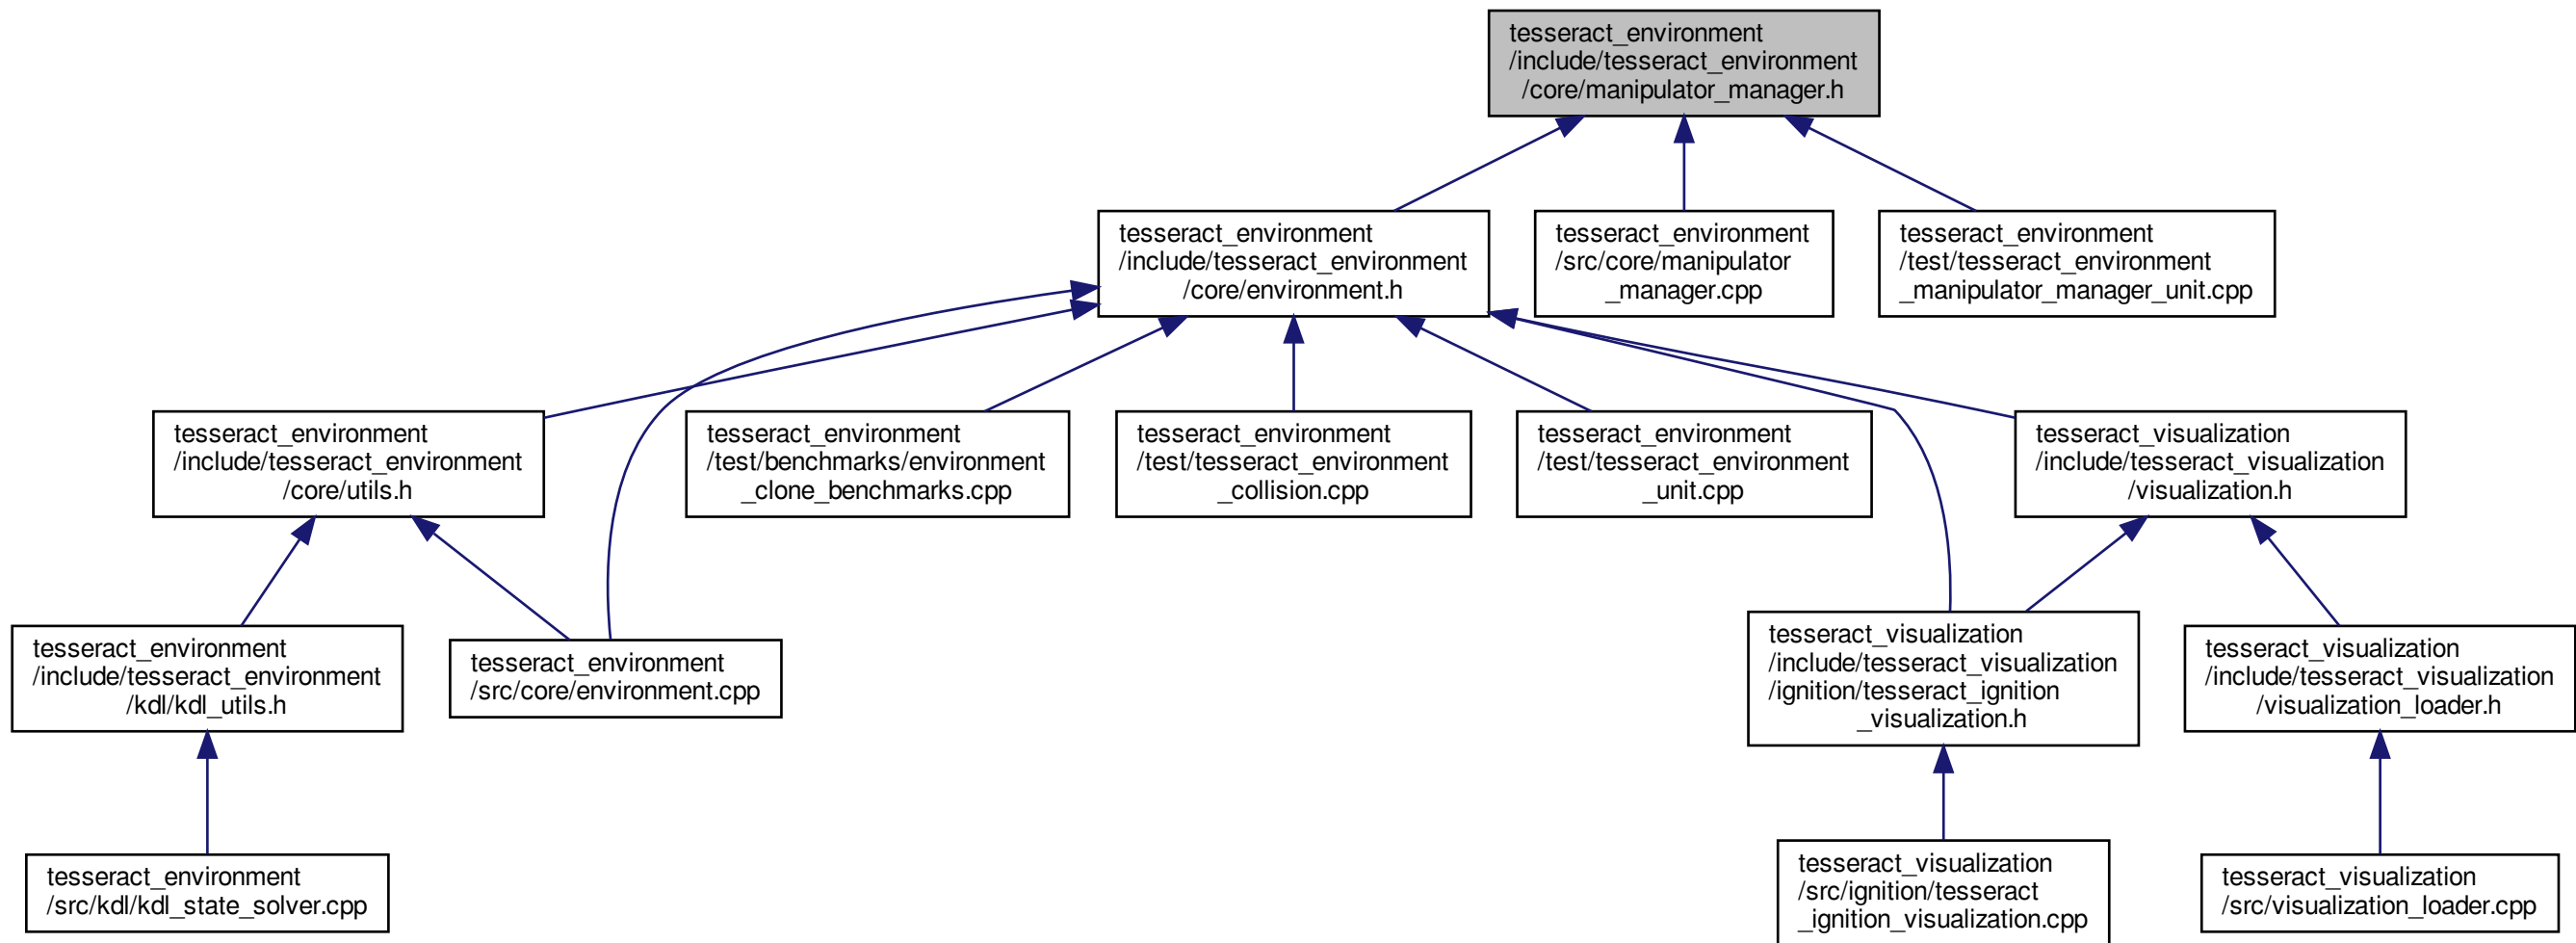 tesseract_environment
/include/tesseract_environment
/core/manipulator_manager.h
tesseract_environment
/include/tesseract_environment
/core/environment.h
tesseract_environment
/src/core/manipulator
_manager.cpp
tesseract_environment
/test/tesseract_environment
_manipulator_manager_unit.cpp
tesseract_environment
/include/tesseract_environment
/core/utils.h
tesseract_environment
/test/benchmarks/environment
_clone_benchmarks.cpp
tesseract_environment
/test/tesseract_environment
_collision.cpp
tesseract_environment
/test/tesseract_environment
_unit.cpp
tesseract_visualization
/include/tesseract_visualization
/visualization.h
tesseract_environment
/include/tesseract_environment
/kdl/kdl_utils.h
tesseract_environment
/src/core/environment.cpp
tesseract_visualization
/include/tesseract_visualization
/ignition/tesseract_ignition
_visualization.h
tesseract_visualization
/include/tesseract_visualization
/visualization_loader.h
tesseract_environment
/src/kdl/kdl_state_solver.cpp
tesseract_visualization
/src/ignition/tesseract
_ignition_visualization.cpp
tesseract_visualization
/src/visualization_loader.cpp